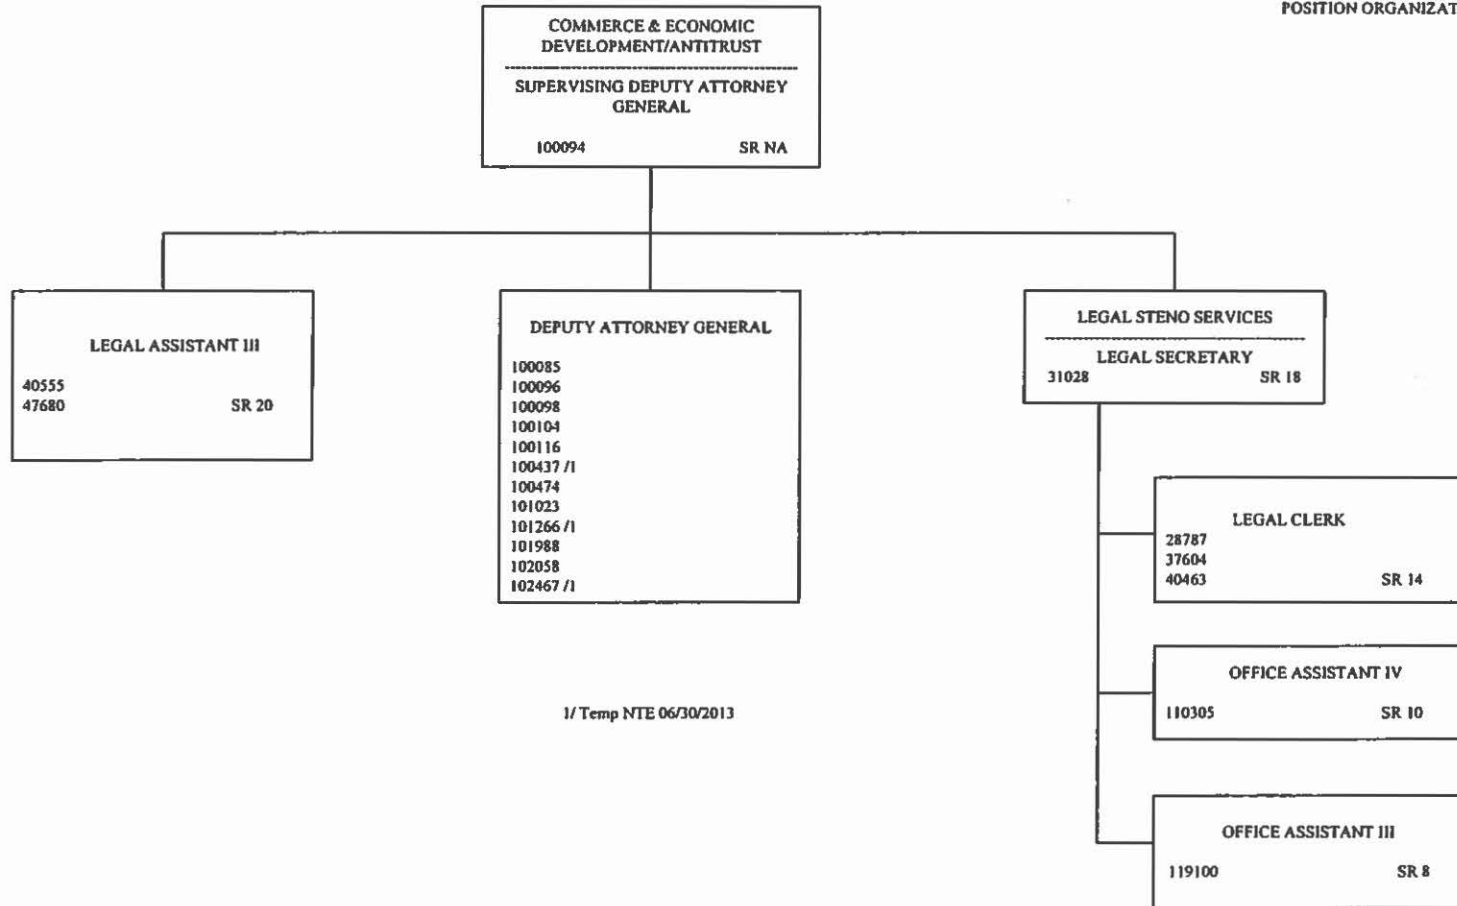 POSITION ORGANIZAT
COMMERCE & ECONOMIC
DEVELOPMENT/ANTITRUST
SUPERVISING DEPUTY ATTORNEY
GENERAL
100094 SR NA
LEGAL ASSISTANT III
40555
47680 SR 20
DEPUTY ATTORNEY GENERAL
100085
100096
100098
100104
100116
100437 /1
100474
101023
101266 /1
101988
102058
102467 /1
LEGAL STENO SERVICES
LEGAL SECRETARY
31028 SR 18
LEGAL CLERK
28787
37604
40463 SR 14
OFFICE ASSISTANT IV
110305 SR 10
OFFICE ASSISTANT III
119100 SR 8
1/ Temp NTE 06/30/2013